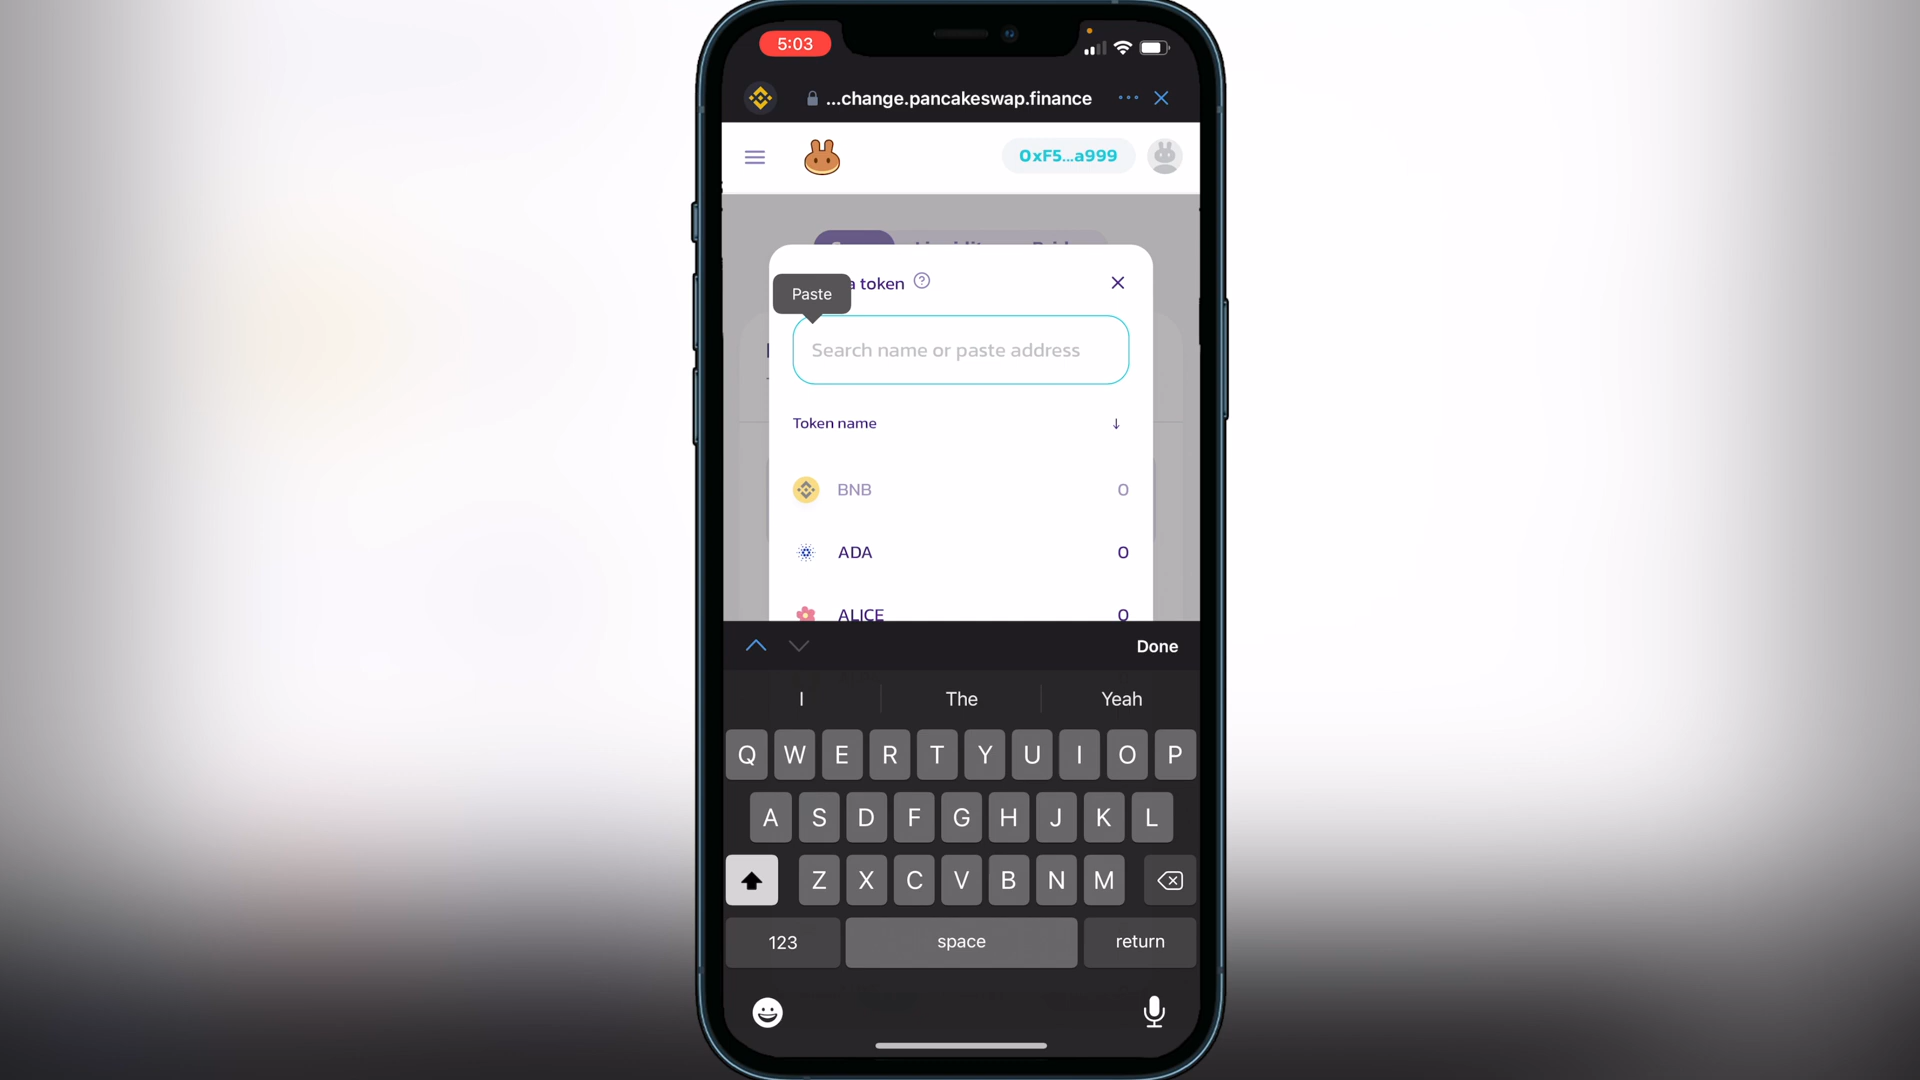 5:03
...change.pancakeswap.finance
0xF5...a999
a token
Paste
Search name or paste address
Token name
BNB 0
ADA 0
ALICE 0
Done
I The Yeah
Q W E R T Y U I O P
A S D F G H J K L
Z X C V B N M
123 space return